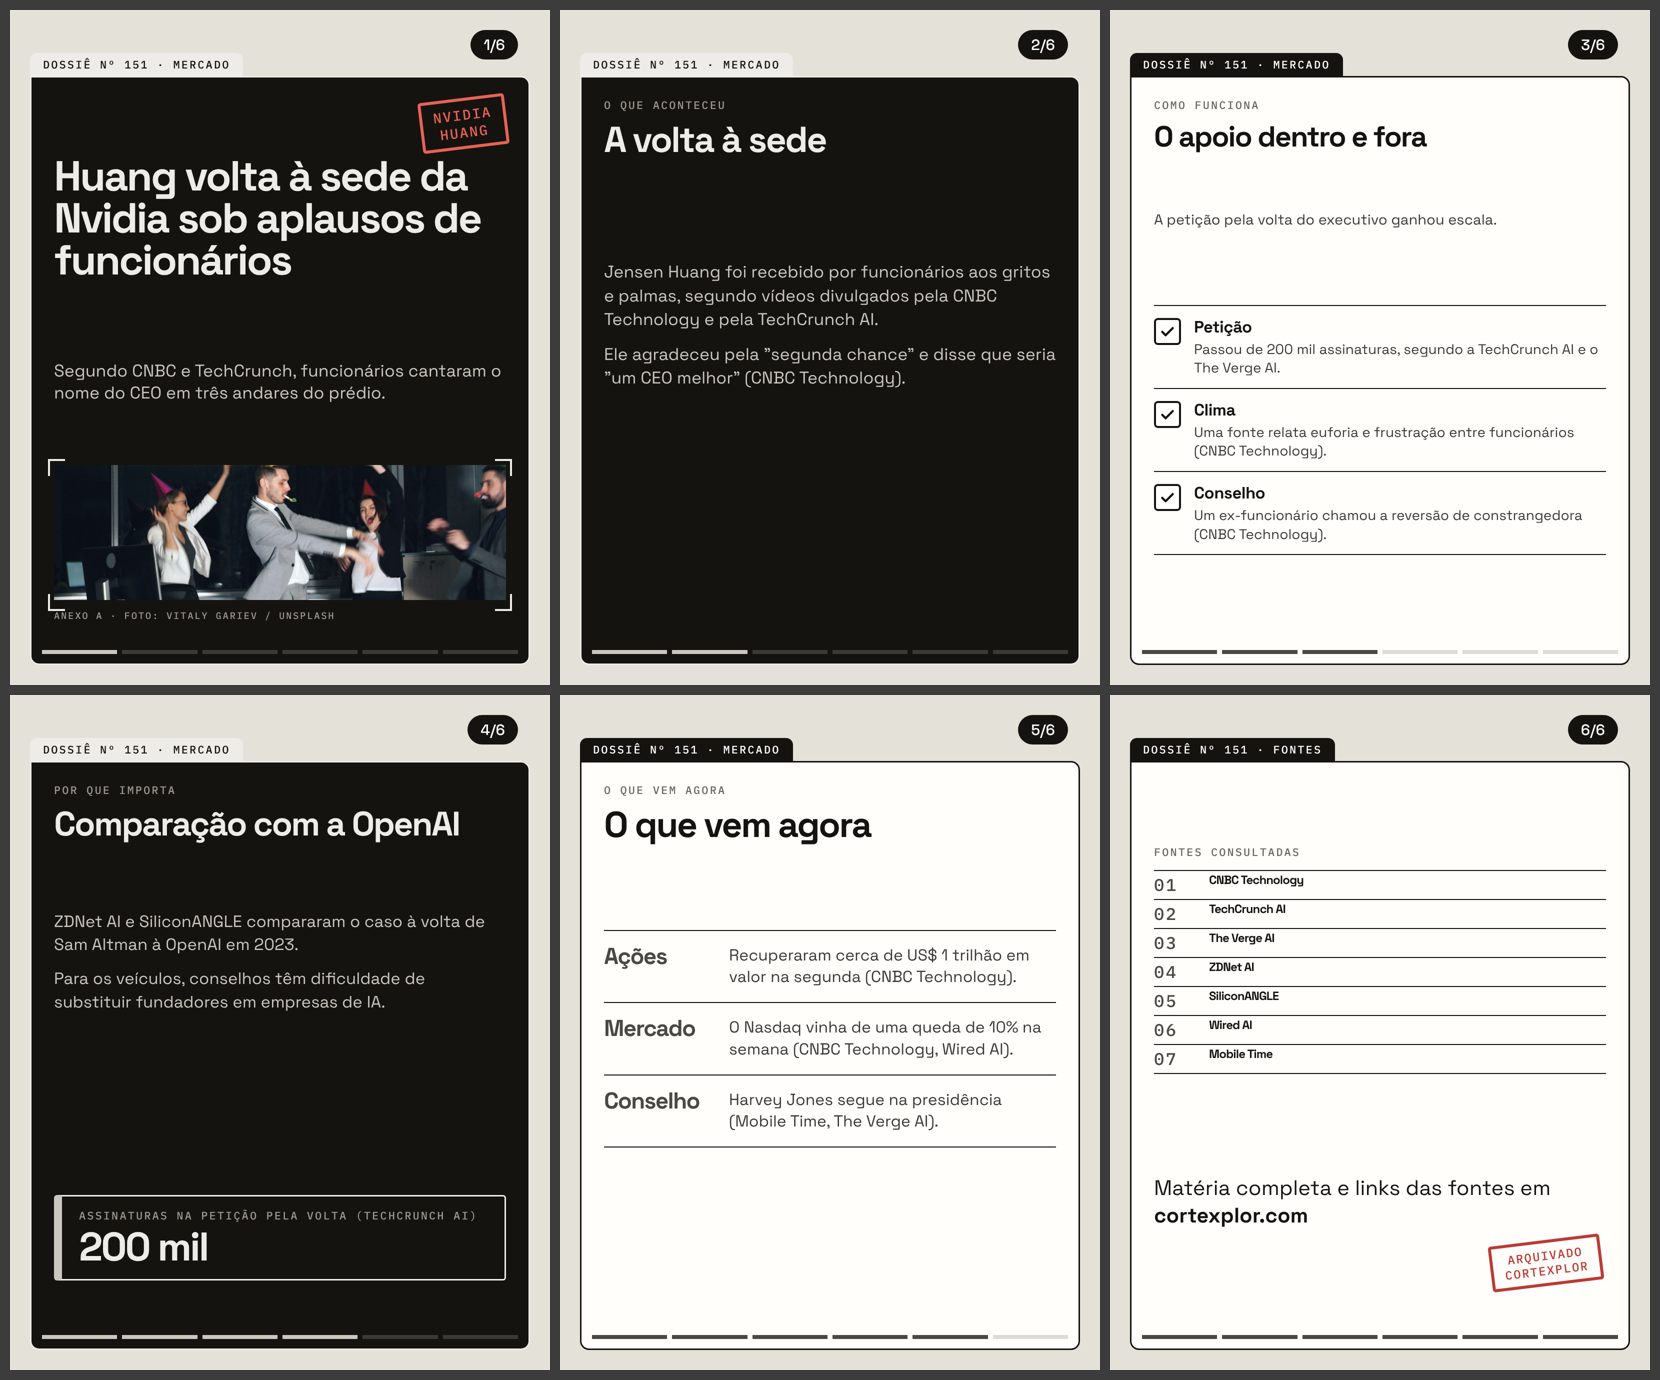 1/6
DOSSIÊ Nº 151 · MERCADO
NVIDIA
HUANG
Huang volta à sede da
Nvidia sob aplausos de
funcionários
Segundo CNBC e TechCrunch, funcionários cantaram o
nome do CEO em três andares do prédio.
ANEXO A · FOTO: VITALY GARIEV / UNSPLASH
2/6
DOSSIÊ Nº 151 · MERCADO
O QUE ACONTECEU
A volta à sede
Jensen Huang foi recebido por funcionários aos gritos
e palmas, segundo vídeos divulgados pela CNBC
Technology e pela TechCrunch AI.
Ele agradeceu pela ”segunda chance” e disse que seria
”um CEO melhor” (CNBC Technology).
3/6
DOSSIÊ Nº 151 · MERCADO
COMO FUNCIONA
O apoio dentro e fora
A petição pela volta do executivo ganhou escala.
Petição
Passou de 200 mil assinaturas, segundo a TechCrunch AI e o
The Verge AI.
Clima
Uma fonte relata euforia e frustração entre funcionários
(CNBC Technology).
Conselho
Um ex-funcionário chamou a reversão de constrangedora
(CNBC Technology).
4/6
DOSSIÊ Nº 151 · MERCADO
POR QUE IMPORTA
Comparação com a OpenAI
ZDNet AI e SiliconANGLE compararam o caso à volta de
Sam Altman à OpenAI em 2023.
Para os veículos, conselhos têm dificuldade de
substituir fundadores em empresas de IA.
ASSINATURAS NA PETIÇÃO PELA VOLTA (TECHCRUNCH AI)
200 mil
5/6
DOSSIÊ Nº 151 · MERCADO
O QUE VEM AGORA
O que vem agora
Ações
Recuperaram cerca de US$ 1 trilhão em
valor na segunda (CNBC Technology).
Mercado
O Nasdaq vinha de uma queda de 10% na
semana (CNBC Technology, Wired AI).
Conselho
Harvey Jones segue na presidência
(Mobile Time, The Verge AI).
6/6
DOSSIÊ Nº 151 · FONTES
FONTES CONSULTADAS
01 CNBC Technology
02 TechCrunch AI
03 The Verge AI
04 ZDNet AI
05 SiliconANGLE
06 Wired AI
07 Mobile Time
Matéria completa e links das fontes em
cortexplor.com
ARQUIVADO
CORTEXPLOR